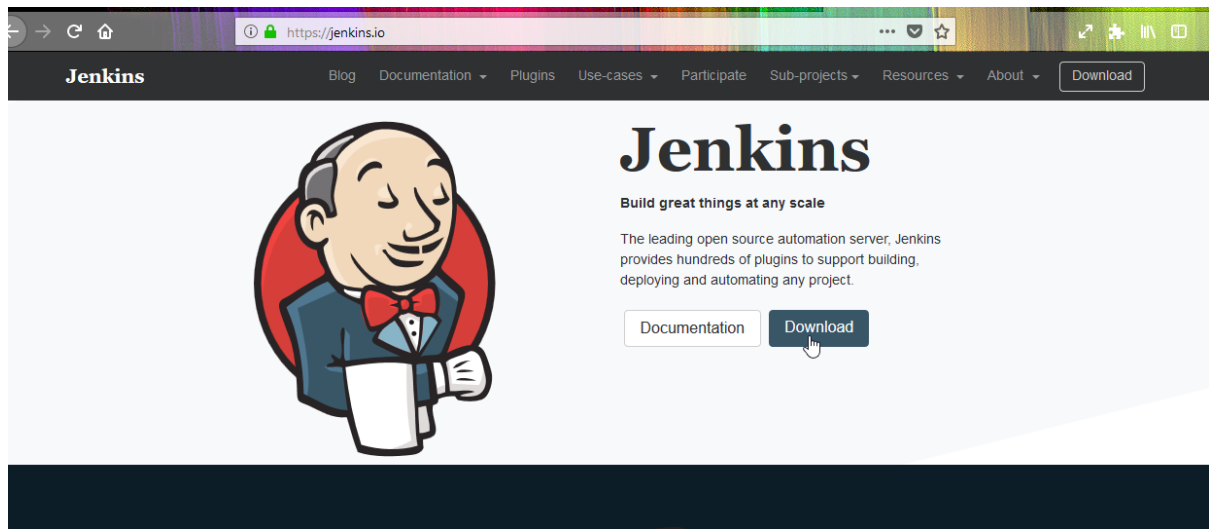 https://jenkins.io
Jenkins Blog Documentation Plugins Use-cases Participate Sub-projects Resources About Download
Jenkins
Build great things at any scale
The leading open source automation server, Jenkins
provides hundreds of plugins to support building,
deploying and automating any project.
Documentation Download